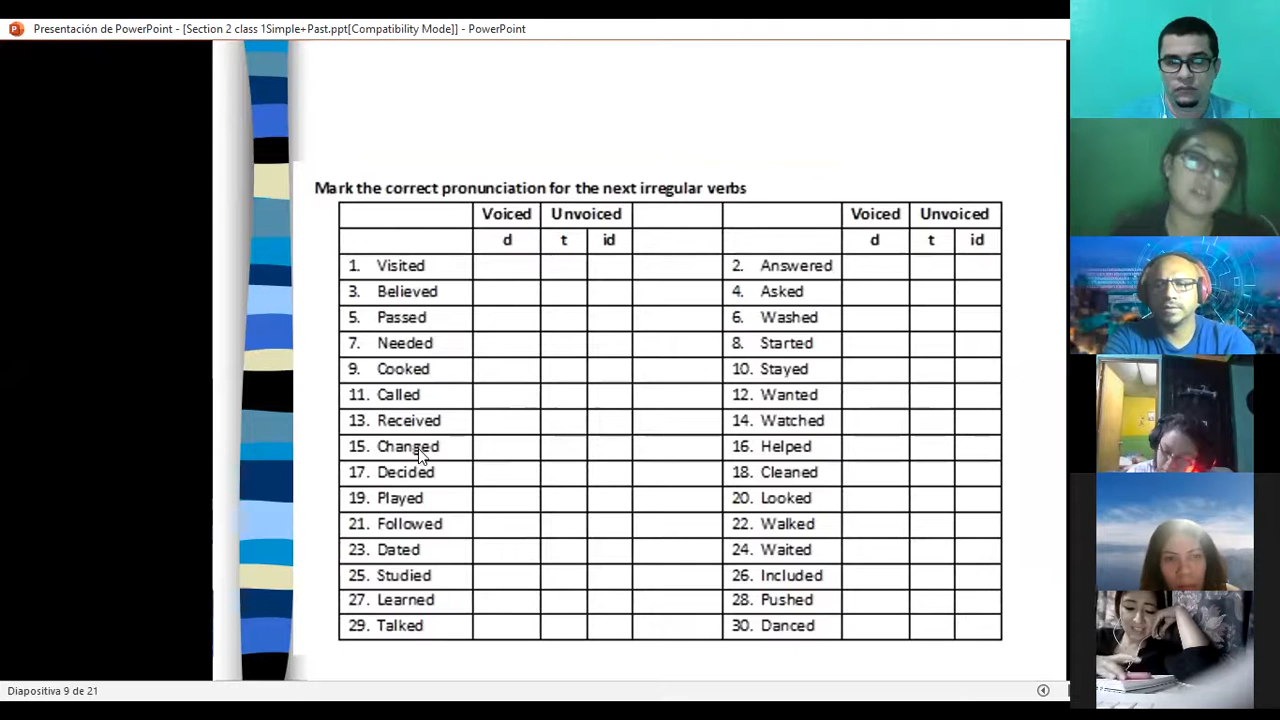 Presentación de PowerPoint - [Section 2 class 1Simple+Past.ppt[Compatibility Mode]] - PowerPoint
Mark the correct pronunciation for the next irregular verbs
Voiced Unvoiced Voiced Unvoiced
d t id d t id
1. Visited 2. Answered
3. Believed 4. Asked
5. Passed 6. Washed
7. Needed 8. Started
9. Cooked 10. Stayed
11. Called 12. Wanted
13. Received 14. Watched
15. Changed 16. Helped
17. Decided 18. Cleaned
19. Played 20. Looked
21. Followed 22. Walked
23. Dated 24. Waited
25. Studied 26. Included
27. Learned 28. Pushed
29. Talked 30. Danced
Diapositiva 9 de 21